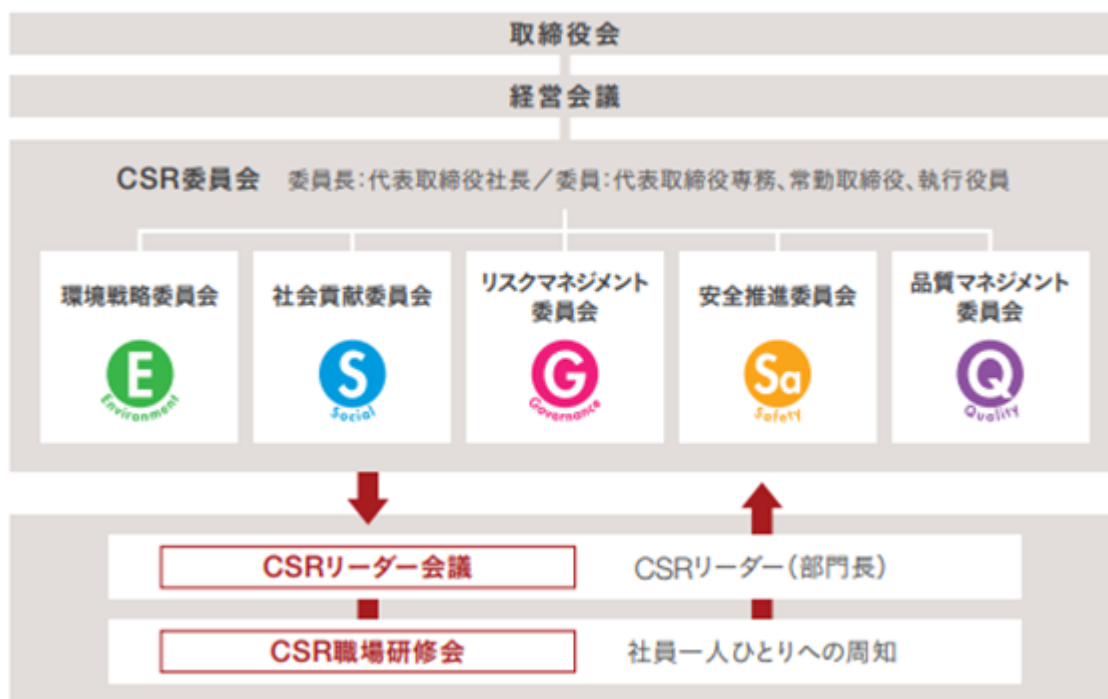 取締役会
経営会議
CSR委員会 委員長:代表取締役社長／委員:代表取締役専務、常勤取締役、執行役員
環境戦略委員会
E
Environment
社会貢献委員会
S
Social
リスクマネジメント
委員会
G
Governance
安全推進委員会
Sa
Safety
品質マネジメント
委員会
Q
Quality
CSRリーダー会議 CSRリーダー(部門長)
CSR職場研修会 社員一人ひとりへの周知